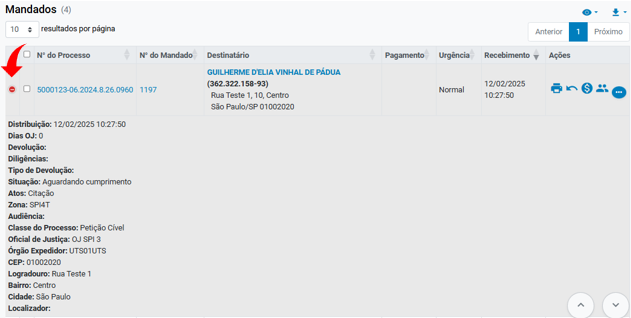 Mandados (4)
10 resultados por página
Anterior 1 Próximo
N° do Processo N° do Mandado Destinatário Pagamento Urgência Recebimento Ações
5000123-06.2024.8.26.0960 1197 GUILHERME D'ELIA VINHAL DE PÁDUA
(362.322.158-93)
Rua Teste 1, 10, Centro
São Paulo/SP 01002020
Normal
12/02/2025
10:27:50
Distribuição: 12/02/2025 10:27:50
Dias OJ: 0
Devolução:
Diligências:
Tipo de Devolução:
Situação: Aguardando cumprimento
Atos: Citação
Zona: SPI4T
Audiência:
Classe do Processo: Petição Cível
Oficial de Justiça: OJ SPI 3
Órgão Expedidor: UTS01UTS
CEP: 01002020
Logradouro: Rua Teste 1
Bairro: Centro
Cidade: São Paulo
Localizador: